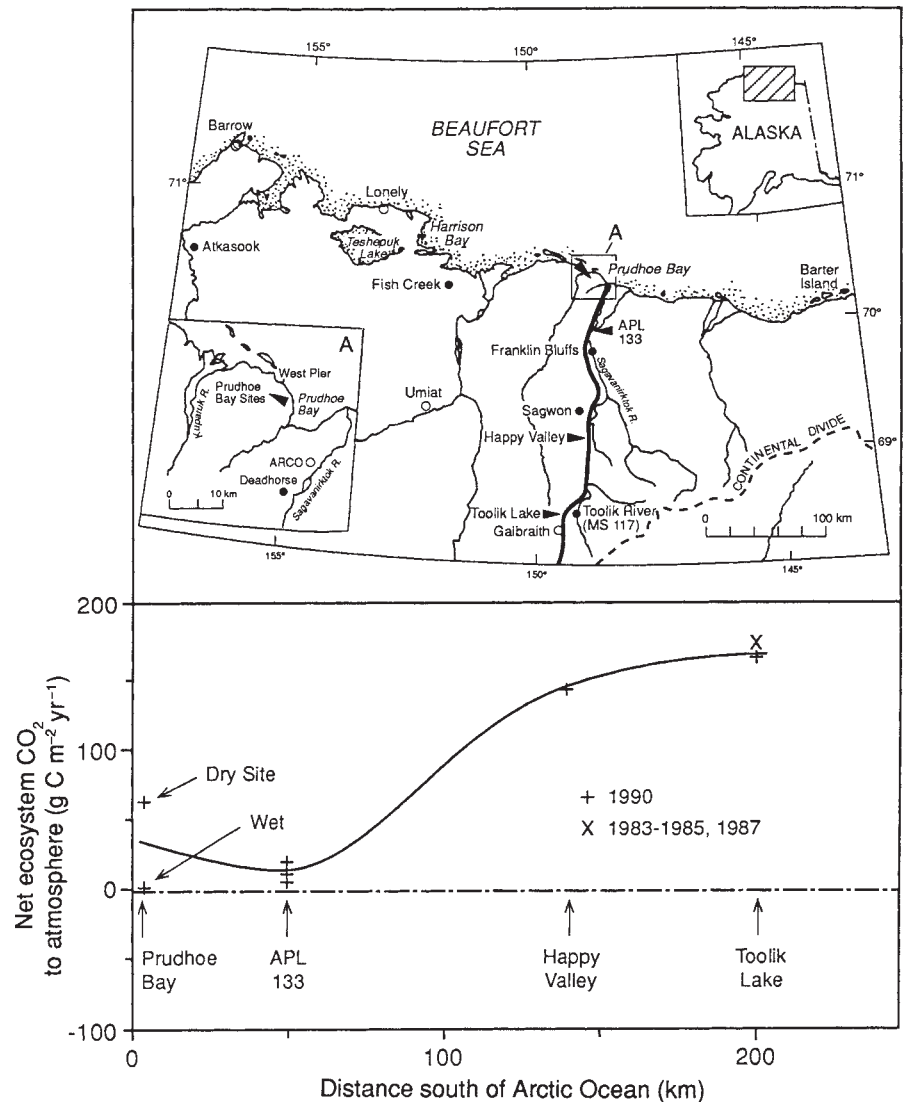 155°
150°
145°
BEAUFORT
SEA
ALASKA
Barrow
71°
71°
Lonely
Harrison
Bay
Teshepuk
Lake
Atkasook
Fish Creek
A
Prudhoe Bay
Barter
Island
70°
APL
133
Franklin Bluffs
Sagavanirktok R.
Sagwon
Happy Valley
Umiat
CONTINENTAL DIVIDE
69°
Toolik Lake
Toolik River
(MS 117)
Galbraith
0 100 km
A
West Pier
Prudhoe
Bay Sites
Prudhoe
Bay
Kuparuk R.
ARCO
Deadhorse
Sagavanirktok R.
0 10 km
155°
150°
145°
200
100
0
-100
Net ecosystem CO2
to atmosphere (g C m–2 yr–1)
Dry Site
Wet
+ 1990
X 1983-1985, 1987
X
Prudhoe
Bay
APL
133
Happy
Valley
Toolik
Lake
0 100 200
Distance south of Arctic Ocean (km)